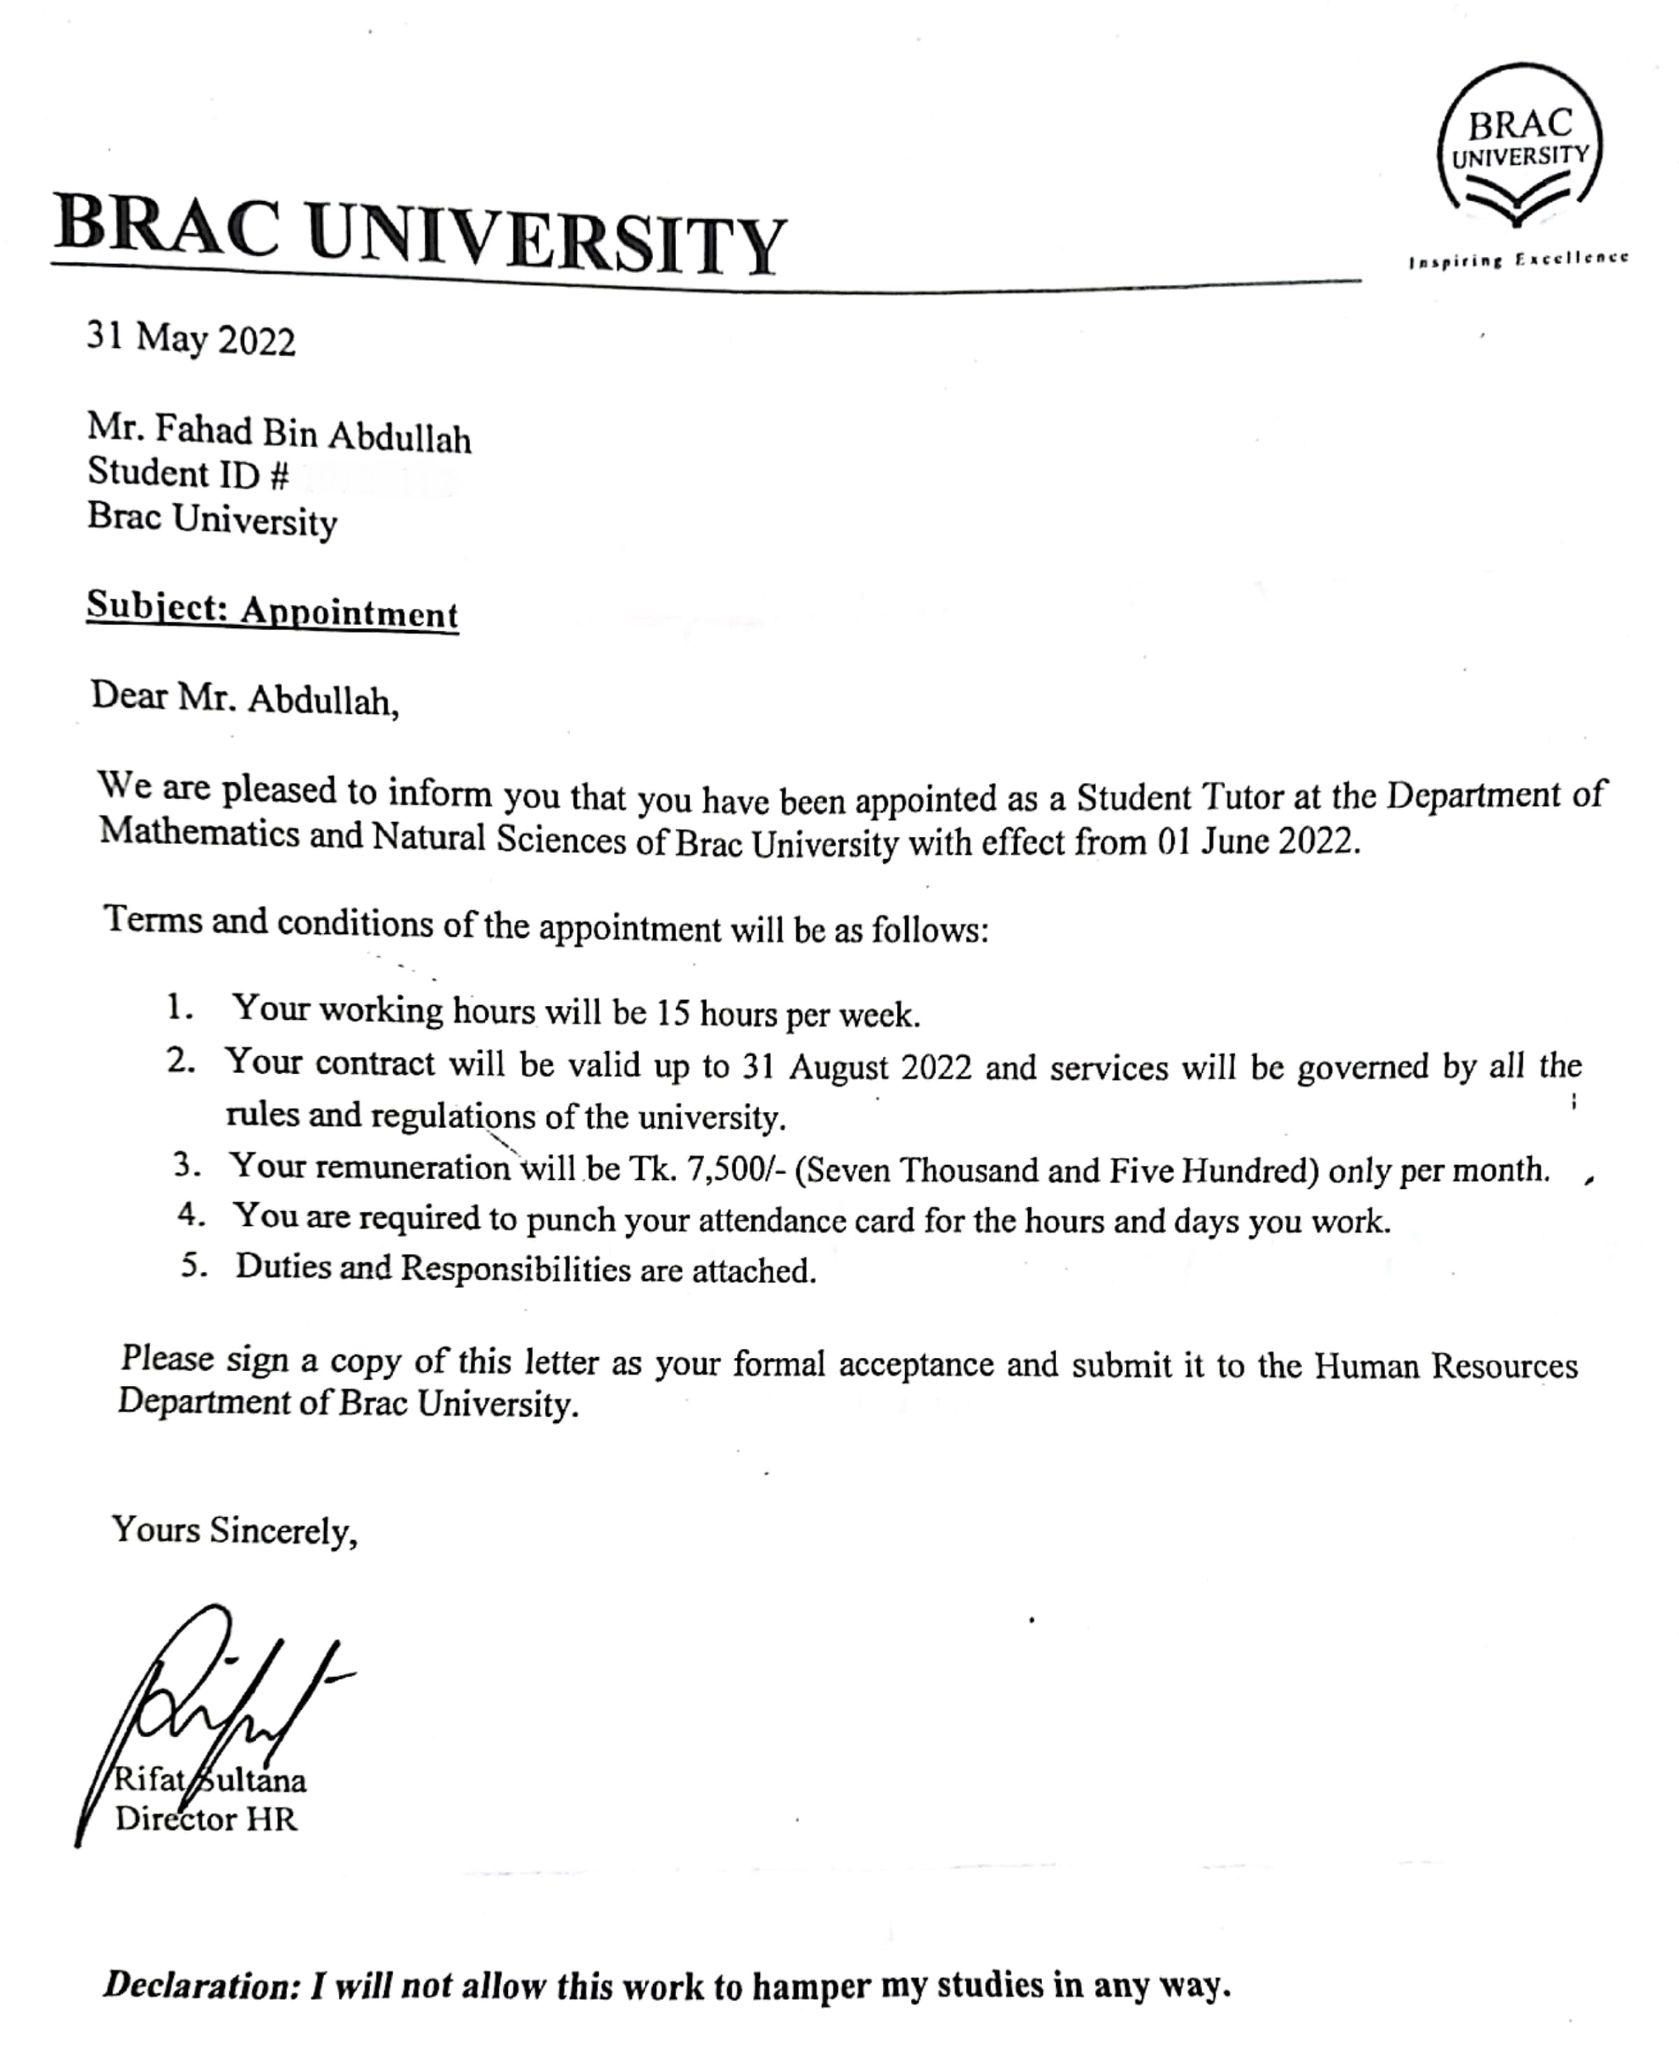 BRAC
UNIVERSITY
Inspiring Excellence
BRAC UNIVERSITY
31 May 2022
Mr. Fahad Bin Abdullah
Student ID #
Brac University
Subject: Appointment
Dear Mr. Abdullah,
We are pleased to inform you that you have been appointed as a Student Tutor at the Department of
Mathematics and Natural Sciences of Brac University with effect from 01 June 2022.
Terms and conditions of the appointment will be as follows:
1. Your working hours will be 15 hours per week.
2. Your contract will be valid up to 31 August 2022 and services will be governed by all the
rules and regulations of the university.
3. Your remuneration will be Tk. 7,500/- (Seven Thousand and Five Hundred) only per month.
4. You are required to punch your attendance card for the hours and days you work.
5. Duties and Responsibilities are attached.
Please sign a copy of this letter as your formal acceptance and submit it to the Human Resources
Department of Brac University.
Yours Sincerely,
Rifat
Rifat Sultana
Director HR
Declaration: I will not allow this work to hamper my studies in any way.